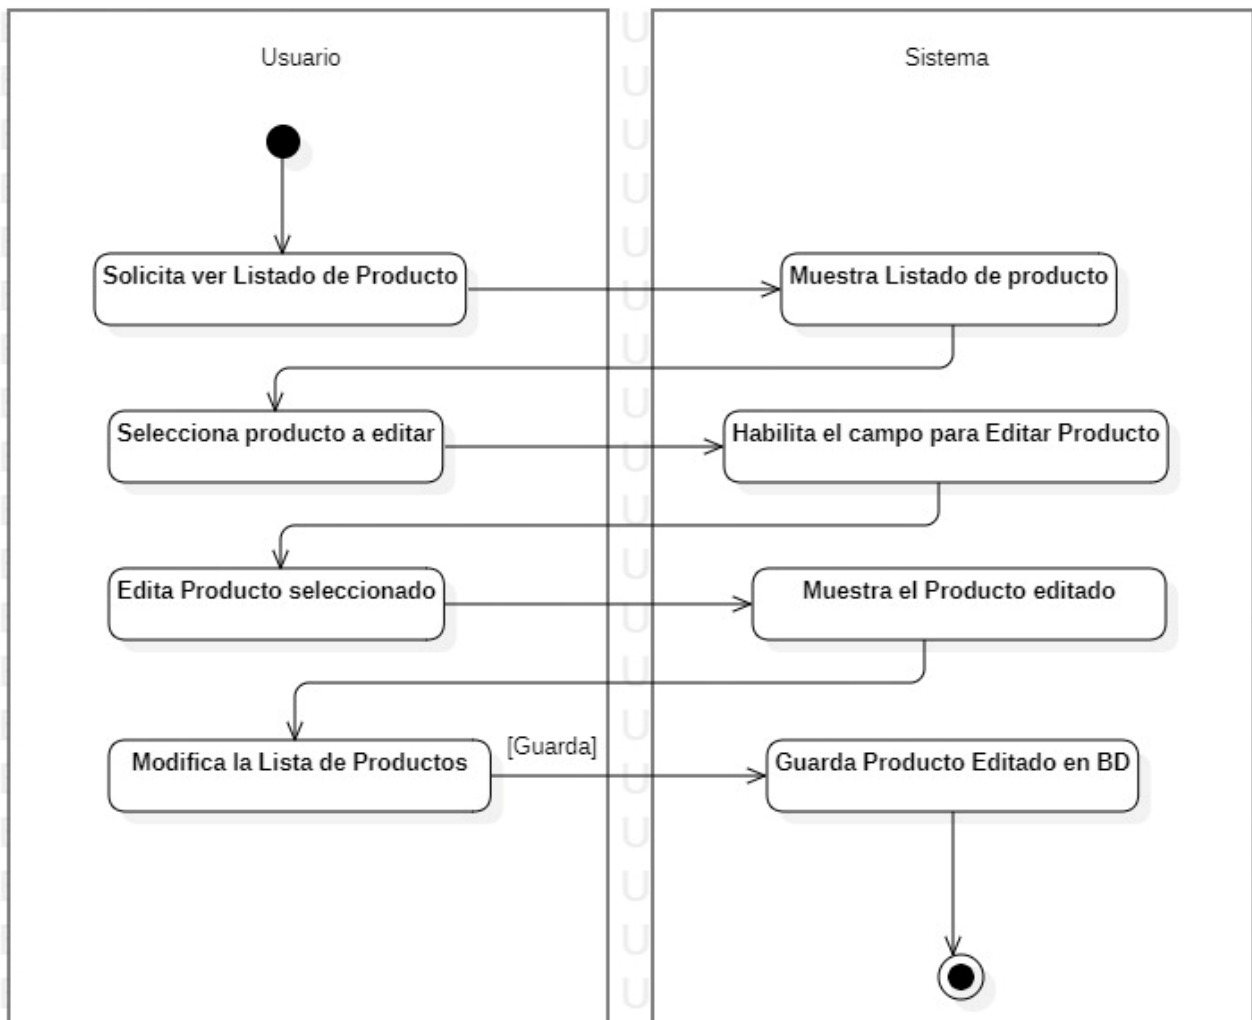 Usuario
Sistema
Solicita ver Listado de Producto
Muestra Listado de producto
Selecciona producto a editar
Habilita el campo para Editar Producto
Edita Producto seleccionado
Muestra el Producto editado
Modifica la Lista de Productos
[Guarda]
Guarda Producto Editado en BD